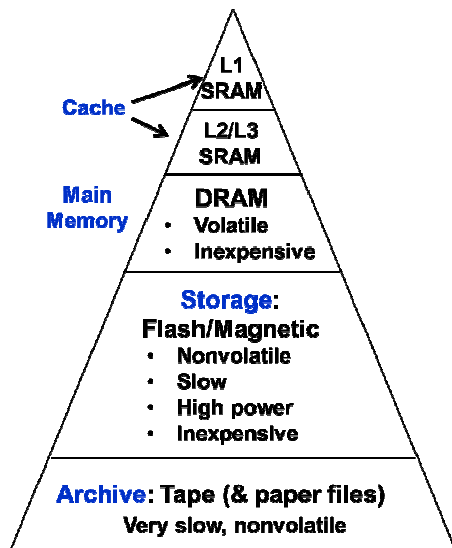 L1
SRAM
Cache
L2/L3
SRAM
Main
Memory
DRAM
• Volatile
• Inexpensive
Storage:
Flash/Magnetic
• Nonvolatile
• Slow
• High power
• Inexpensive
Archive: Tape (& paper files)
Very slow, nonvolatile